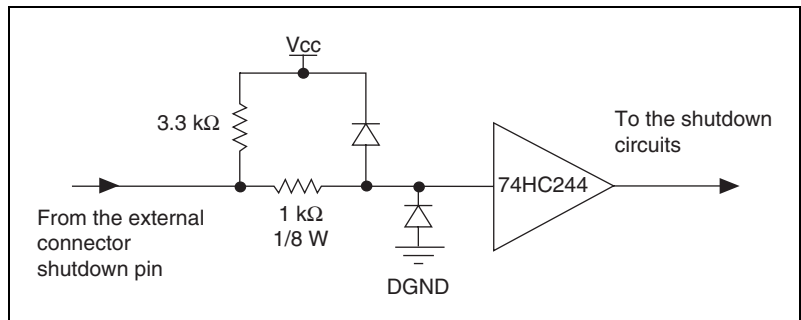 Vcc
3.3 kΩ
To the shutdown
circuits
74HC244
From the external
connector
shutdown pin
1 kΩ
1/8 W
DGND